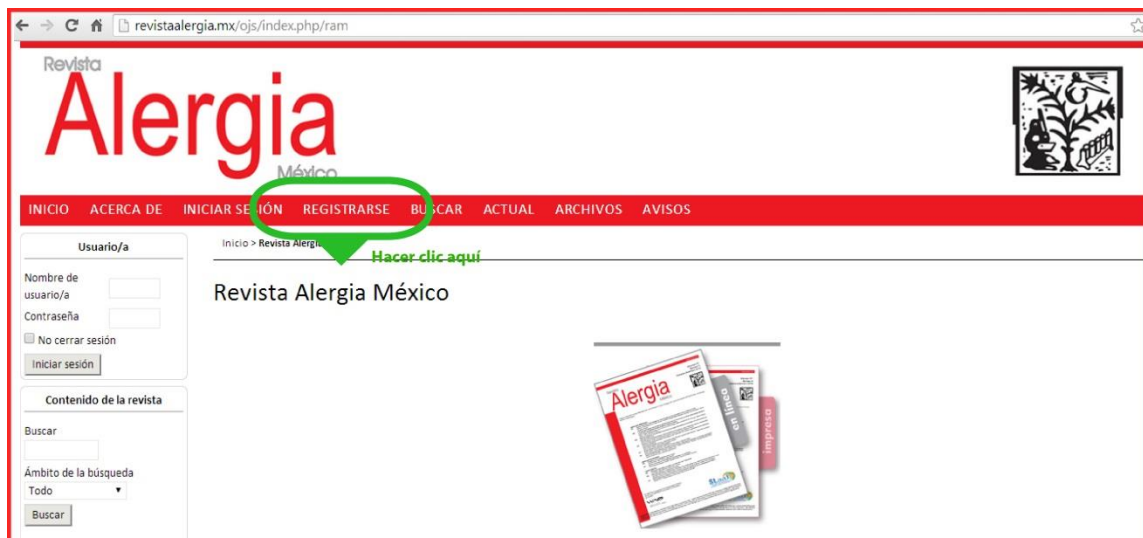 revistaalergia.mx/ojs/index.php/ram
Revista
Alergia
México
INICIO ACERCA DE INICIAR SESIÓN REGISTRARSE BUSCAR ACTUAL ARCHIVOS AVISOS
Usuario/a
Nombre de
usuario/a
Contraseña
No cerrar sesión
Iniciar sesión
Contenido de la revista
Buscar
Ámbito de la búsqueda
Todo
Buscar
Inicio > Revista Alergia
Hacer clic aquí
Revista Alergia México
Alergia
en línea
impresa